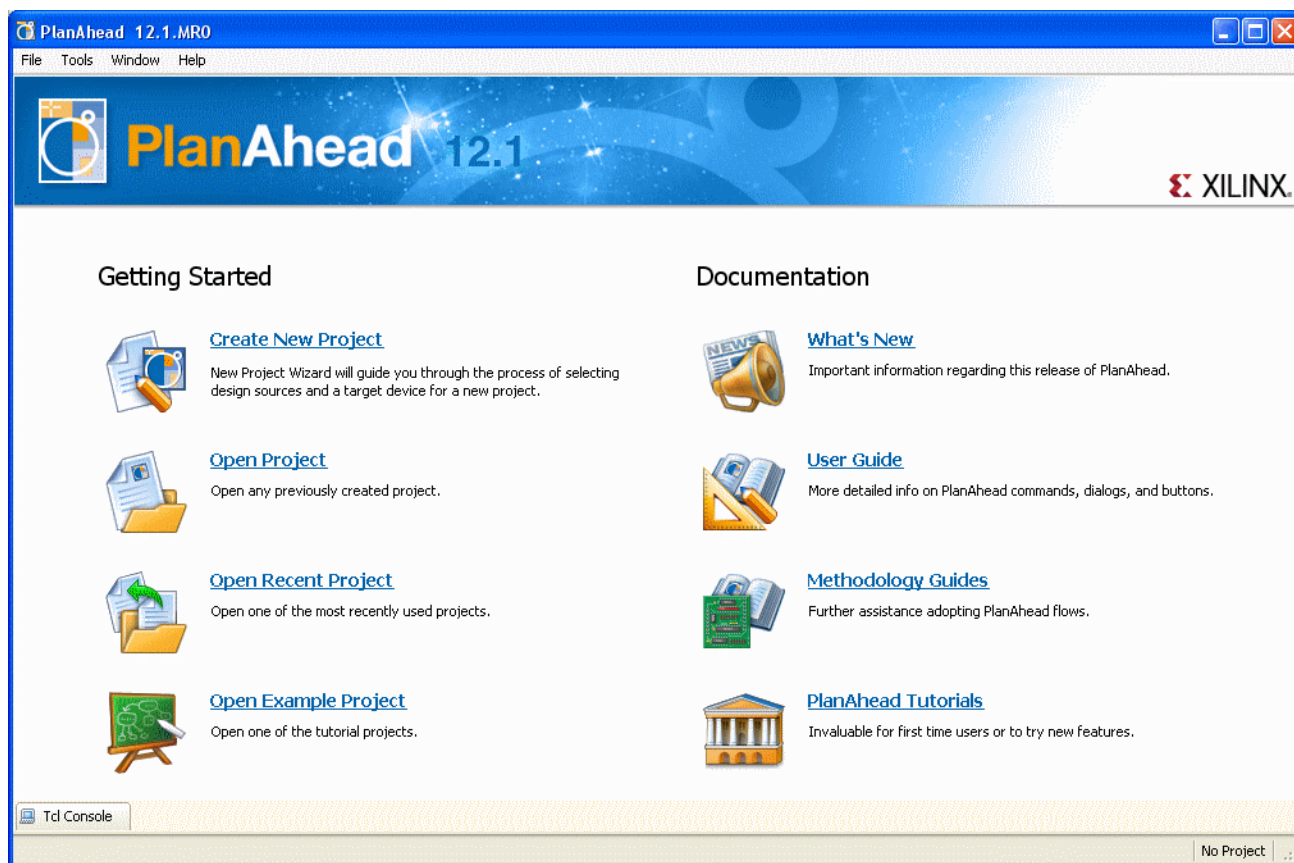 PlanAhead 12.1.MR0
File Tools Window Help
PlanAhead 12.1
XILINX®
Getting Started
Create New Project
New Project Wizard will guide you through the process of selecting
design sources and a target device for a new project.
Open Project
Open any previously created project.
Open Recent Project
Open one of the most recently used projects.
Open Example Project
Open one of the tutorial projects.
Documentation
NEWS
What's New
Important information regarding this release of PlanAhead.
User Guide
More detailed info on PlanAhead commands, dialogs, and buttons.
Methodology Guides
Further assistance adopting PlanAhead flows.
PlanAhead Tutorials
Invaluable for first time users or to try new features.
Tcl Console
No Project